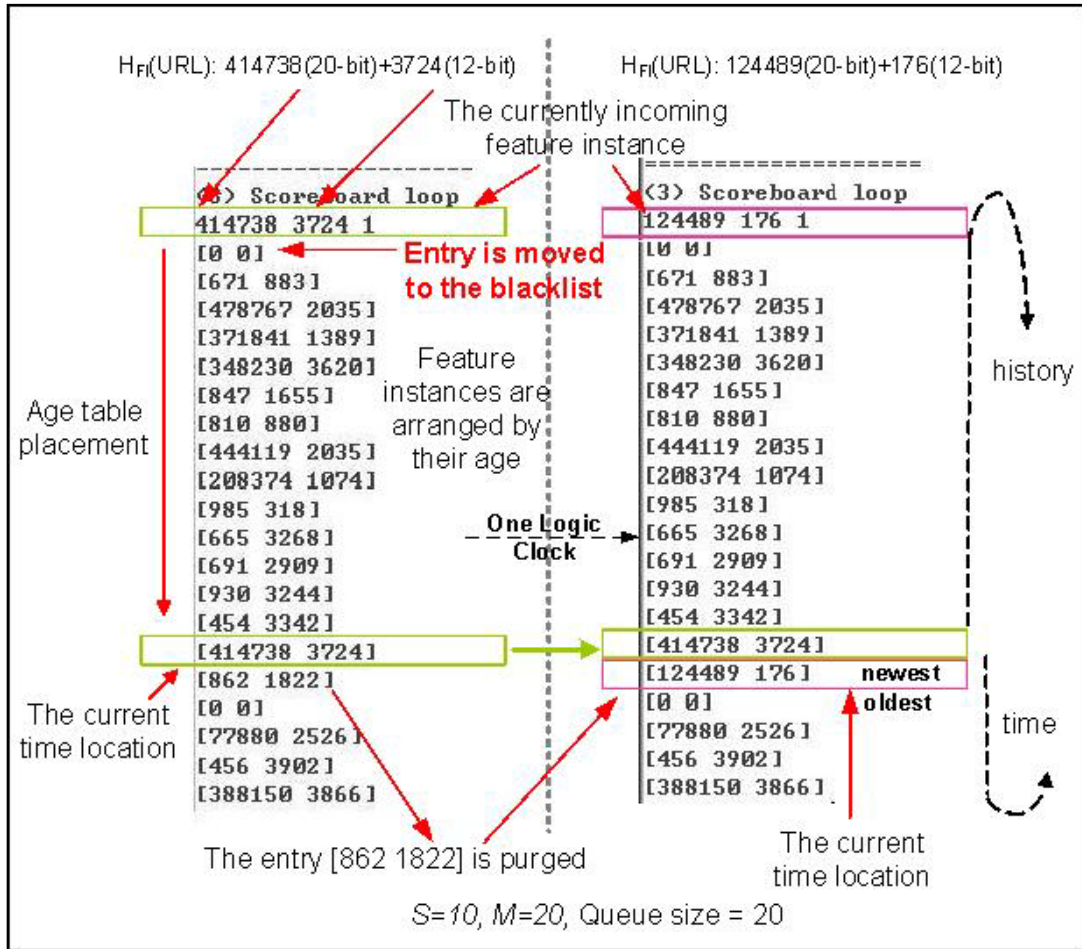 H_FI(URL): 414738(20-bit)+3724(12-bit)
H_FI(URL): 124489(20-bit)+176(12-bit)
The currently incoming
feature instance
(3) Scoreboard loop
414738 3724 1
[0 0]
[671 883]
[478767 2035]
[371841 1389]
[348230 3620]
[847 1655]
[810 880]
[444119 2035]
[208374 1074]
[985 318]
[665 3268]
[691 2909]
[930 3244]
[454 3342]
[414738 3724]
[862 1822]
[0 0]
[77880 2526]
[456 3902]
[388150 3866]
Entry is moved
to the blacklist
Feature
instances are
arranged by
their age
Age table
placement
The current
time location
One Logic
Clock
(3) Scoreboard loop
124489 176 1
[0 0]
[671 883]
[478767 2035]
[371841 1389]
[348230 3620]
[847 1655]
[810 880]
[444119 2035]
[208374 1074]
[985 318]
[665 3268]
[691 2909]
[930 3244]
[454 3342]
[414738 3724]
[124489 176] newest
[0 0] oldest
[77880 2526]
[456 3902]
[388150 3866]
history
time
The entry [862 1822] is purged
The current
time location
S=10, M=20, Queue size = 20